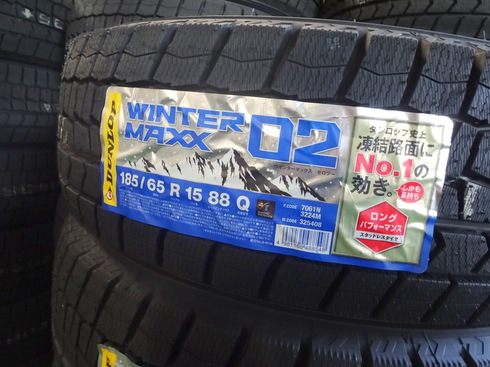 DUNLOP
WINTER
MAXX
02
ウインターマックス ゼロツー
185/65 R 15 88 Q
F.CODE 7061N
3224M
M.CODE 325408
ダンロップ史上
凍結路面に
No.1の
効き。
しかも
長持ち
ロング
パフォーマンス
スタッドレスタイヤ